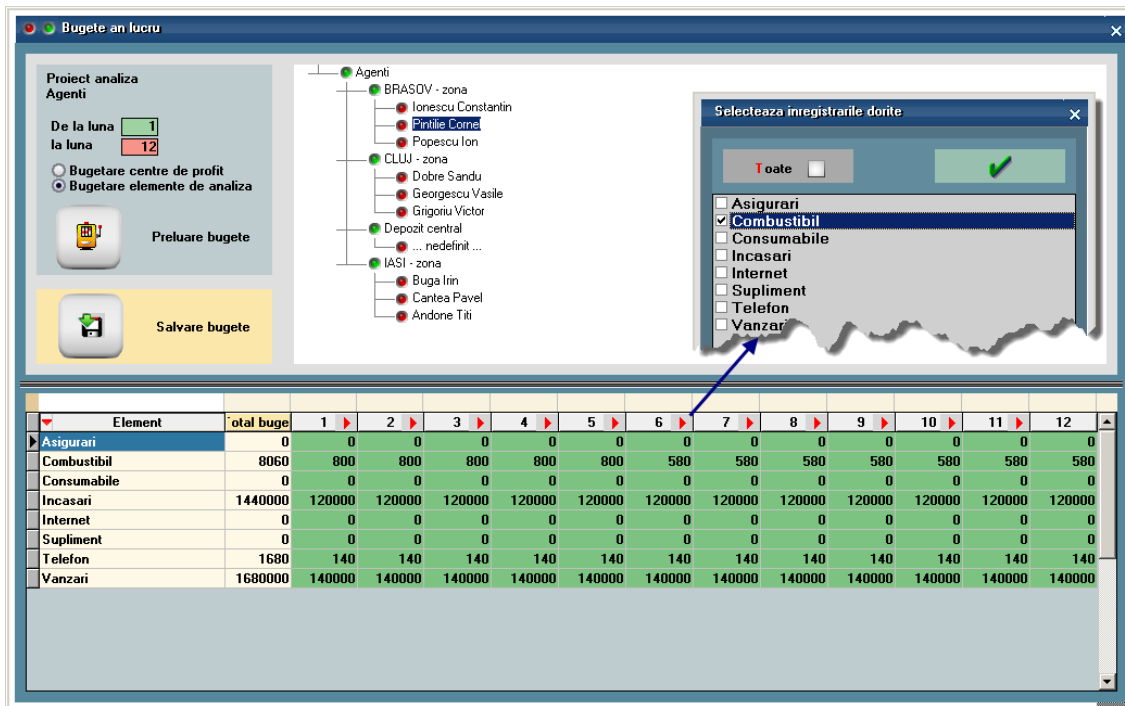 Bugete an lucru
Proiect analiza
Agenti
De la luna 1
la luna 12
Bugetare centre de profit
Bugetare elemente de analiza
Preluare bugete
Salvare bugete
Agenti
BRASOV - zona
Ionescu Constantin
Pintilie Cornel
Popescu Ion
CLUJ - zona
Dobre Sandu
Georgescu Vasile
Grigoriu Victor
Depozit central
... nedefinit ...
IASI - zona
Buga Irin
Cantea Pavel
Andone Titi
Selecteaza inregistrarile dorite
Toate
Asigurari
Combustibil
Consumabile
Incasari
Internet
Supliment
Telefon
Vanzari
Element Total buge 1 2 3 4 5 6 7 8 9 10 11 12
Asigurari 0 0 0 0 0 0 0 0 0 0 0 0 0
Combustibil 8060 800 800 800 800 800 580 580 580 580 580 580 580
Consumabile 0 0 0 0 0 0 0 0 0 0 0 0 0
Incasari 1440000 120000 120000 120000 120000 120000 120000 120000 120000 120000 120000 120000 120000
Internet 0 0 0 0 0 0 0 0 0 0 0 0 0
Supliment 0 0 0 0 0 0 0 0 0 0 0 0 0
Telefon 1680 140 140 140 140 140 140 140 140 140 140 140 140
Vanzari 1680000 140000 140000 140000 140000 140000 140000 140000 140000 140000 140000 140000 140000